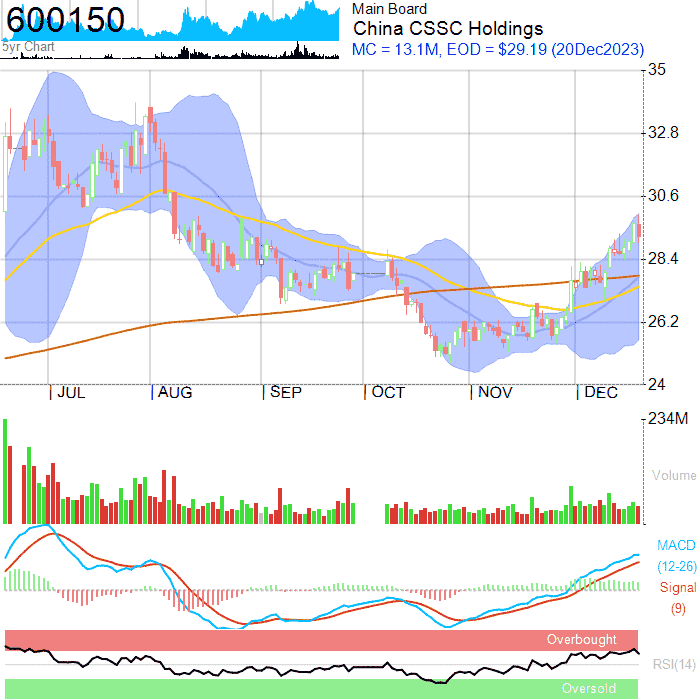 600150
5yr Chart
Main Board
China CSSC Holdings
MC = 13.1M, EOD = $29.19 (20Dec2023)
35
32.8
30.6
28.4
26.2
24
JUL AUG SEP OCT NOV DEC
234M
Volume
MACD
(12-26)
Signal
(9)
Overbought
RSI(14)
Oversold